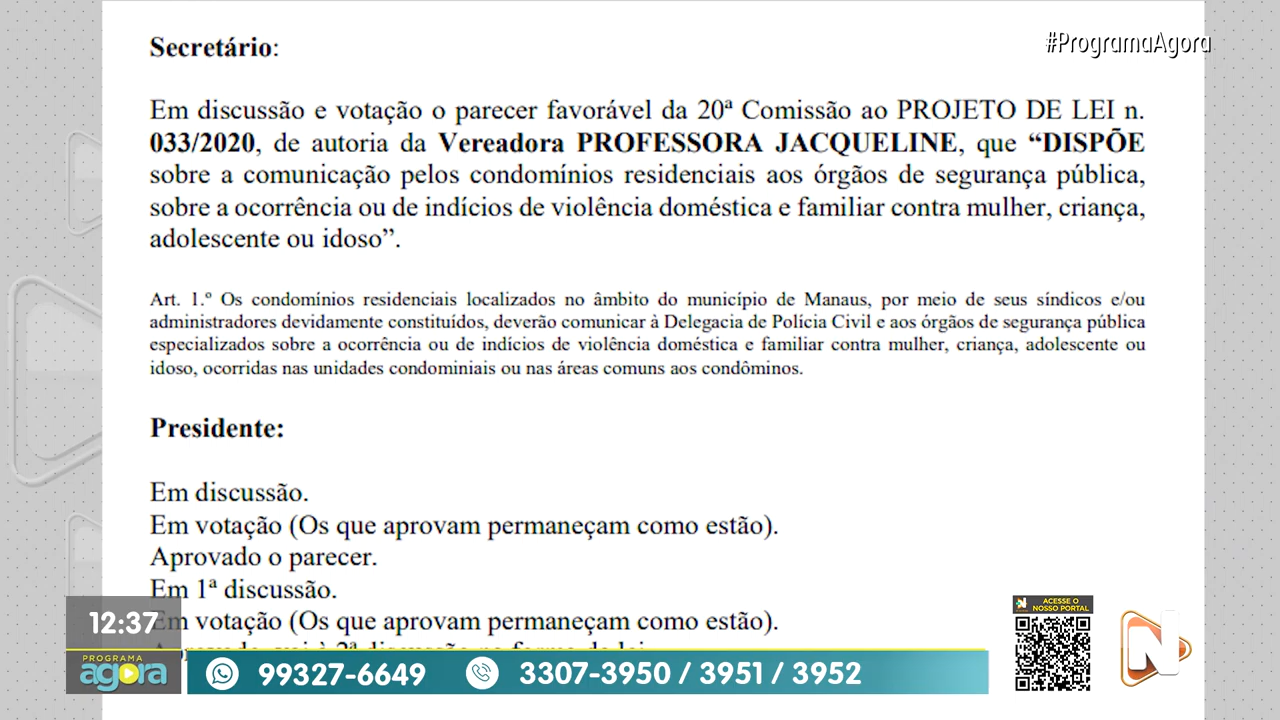 #ProgramaAgora
Secretário:
Em discussão e votação o parecer favorável da 20ª Comissão ao PROJETO DE LEI n.
033/2020, de autoria da Vereadora PROFESSORA JACQUELINE, que “DISPÕE
sobre a comunicação pelos condomínios residenciais aos órgãos de segurança pública,
sobre a ocorrência ou de indícios de violência doméstica e familiar contra mulher, criança,
adolescente ou idoso”.
Art. 1.º Os condomínios residenciais localizados no âmbito do município de Manaus, por meio de seus síndicos e/ou
administradores devidamente constituídos, deverão comunicar à Delegacia de Polícia Civil e aos órgãos de segurança pública
especializados sobre a ocorrência ou de indícios de violência doméstica e familiar contra mulher, criança, adolescente ou
idoso, ocorridas nas unidades condominiais ou nas áreas comuns aos condôminos.
Presidente:
Em discussão.
Em votação (Os que aprovam permaneçam como estão).
Aprovado o parecer.
Em 1ª discussão.
Em votação (Os que aprovam permaneçam como estão).
12:37
PROGRAMA
agora
99327-6649
3307-3950 / 3951 / 3952
ACESSE O
NOSSO PORTAL
N